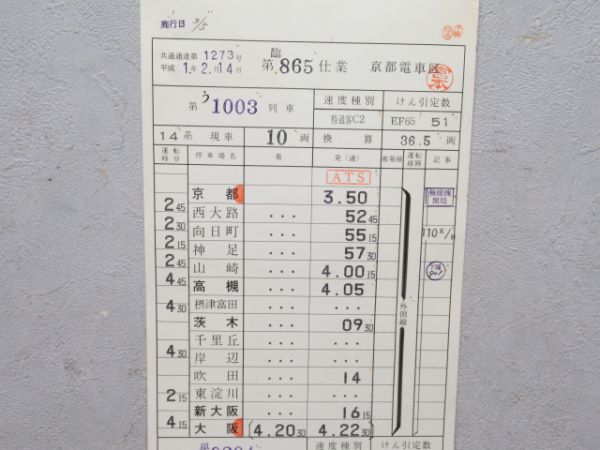 施行日 3/5
共通通達第 1273号
平成 1年 2月 14日
臨
第 865 仕業 京都電車区
第 う1003 列車 速度種別 けん引定数
特通客C2 EF65 51
14系 現車 10 両 換算 36.5 両
運転時分 停車場名 着 発(通) 着発線 運転線路 記事
ATS
京都 3.50 無線機開局
2 45
西大路 ... 52 45
2 30
向日町 ... 55 15 110
2 15
神足 ... 57 30
2 45
山崎 ... 4.00 15
4 45
高槻 ... 4.05
摂津富田 ... ...
4 30
茨木 ... 09 30 外側線
千里丘 ... ...
4 30
岸辺 ... ...
吹田 ... 14
東淀川 ... ...
2 15
新大阪 ... 16 15
4 15
大阪 (4.20 30 4.22 30)
速度種別 けん引定数